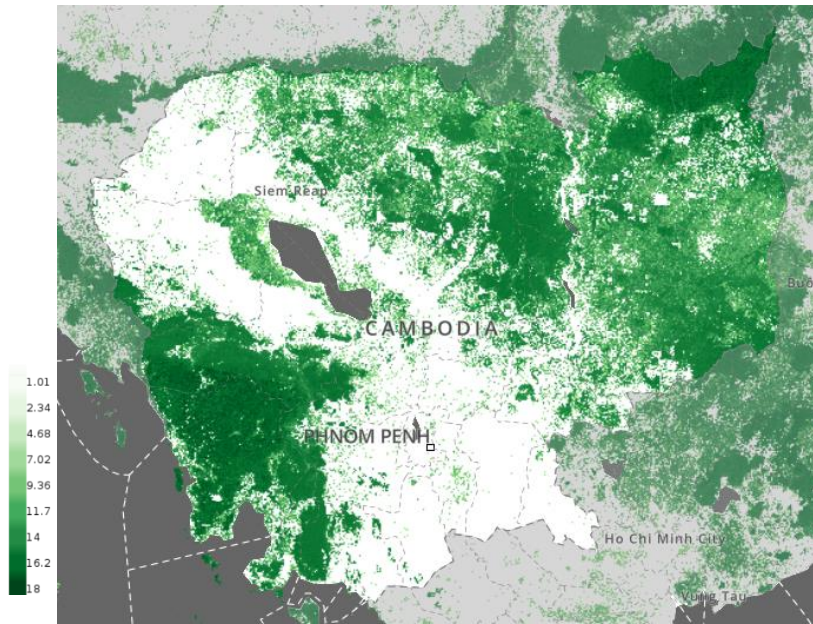 Siem Reap
Buô
CAMBODIA
1.01
2.34
4.68
7.02
9.36
11.7
14
16.2
18
PHNOM PENH
Ho Chi Minh City
Vung Tau